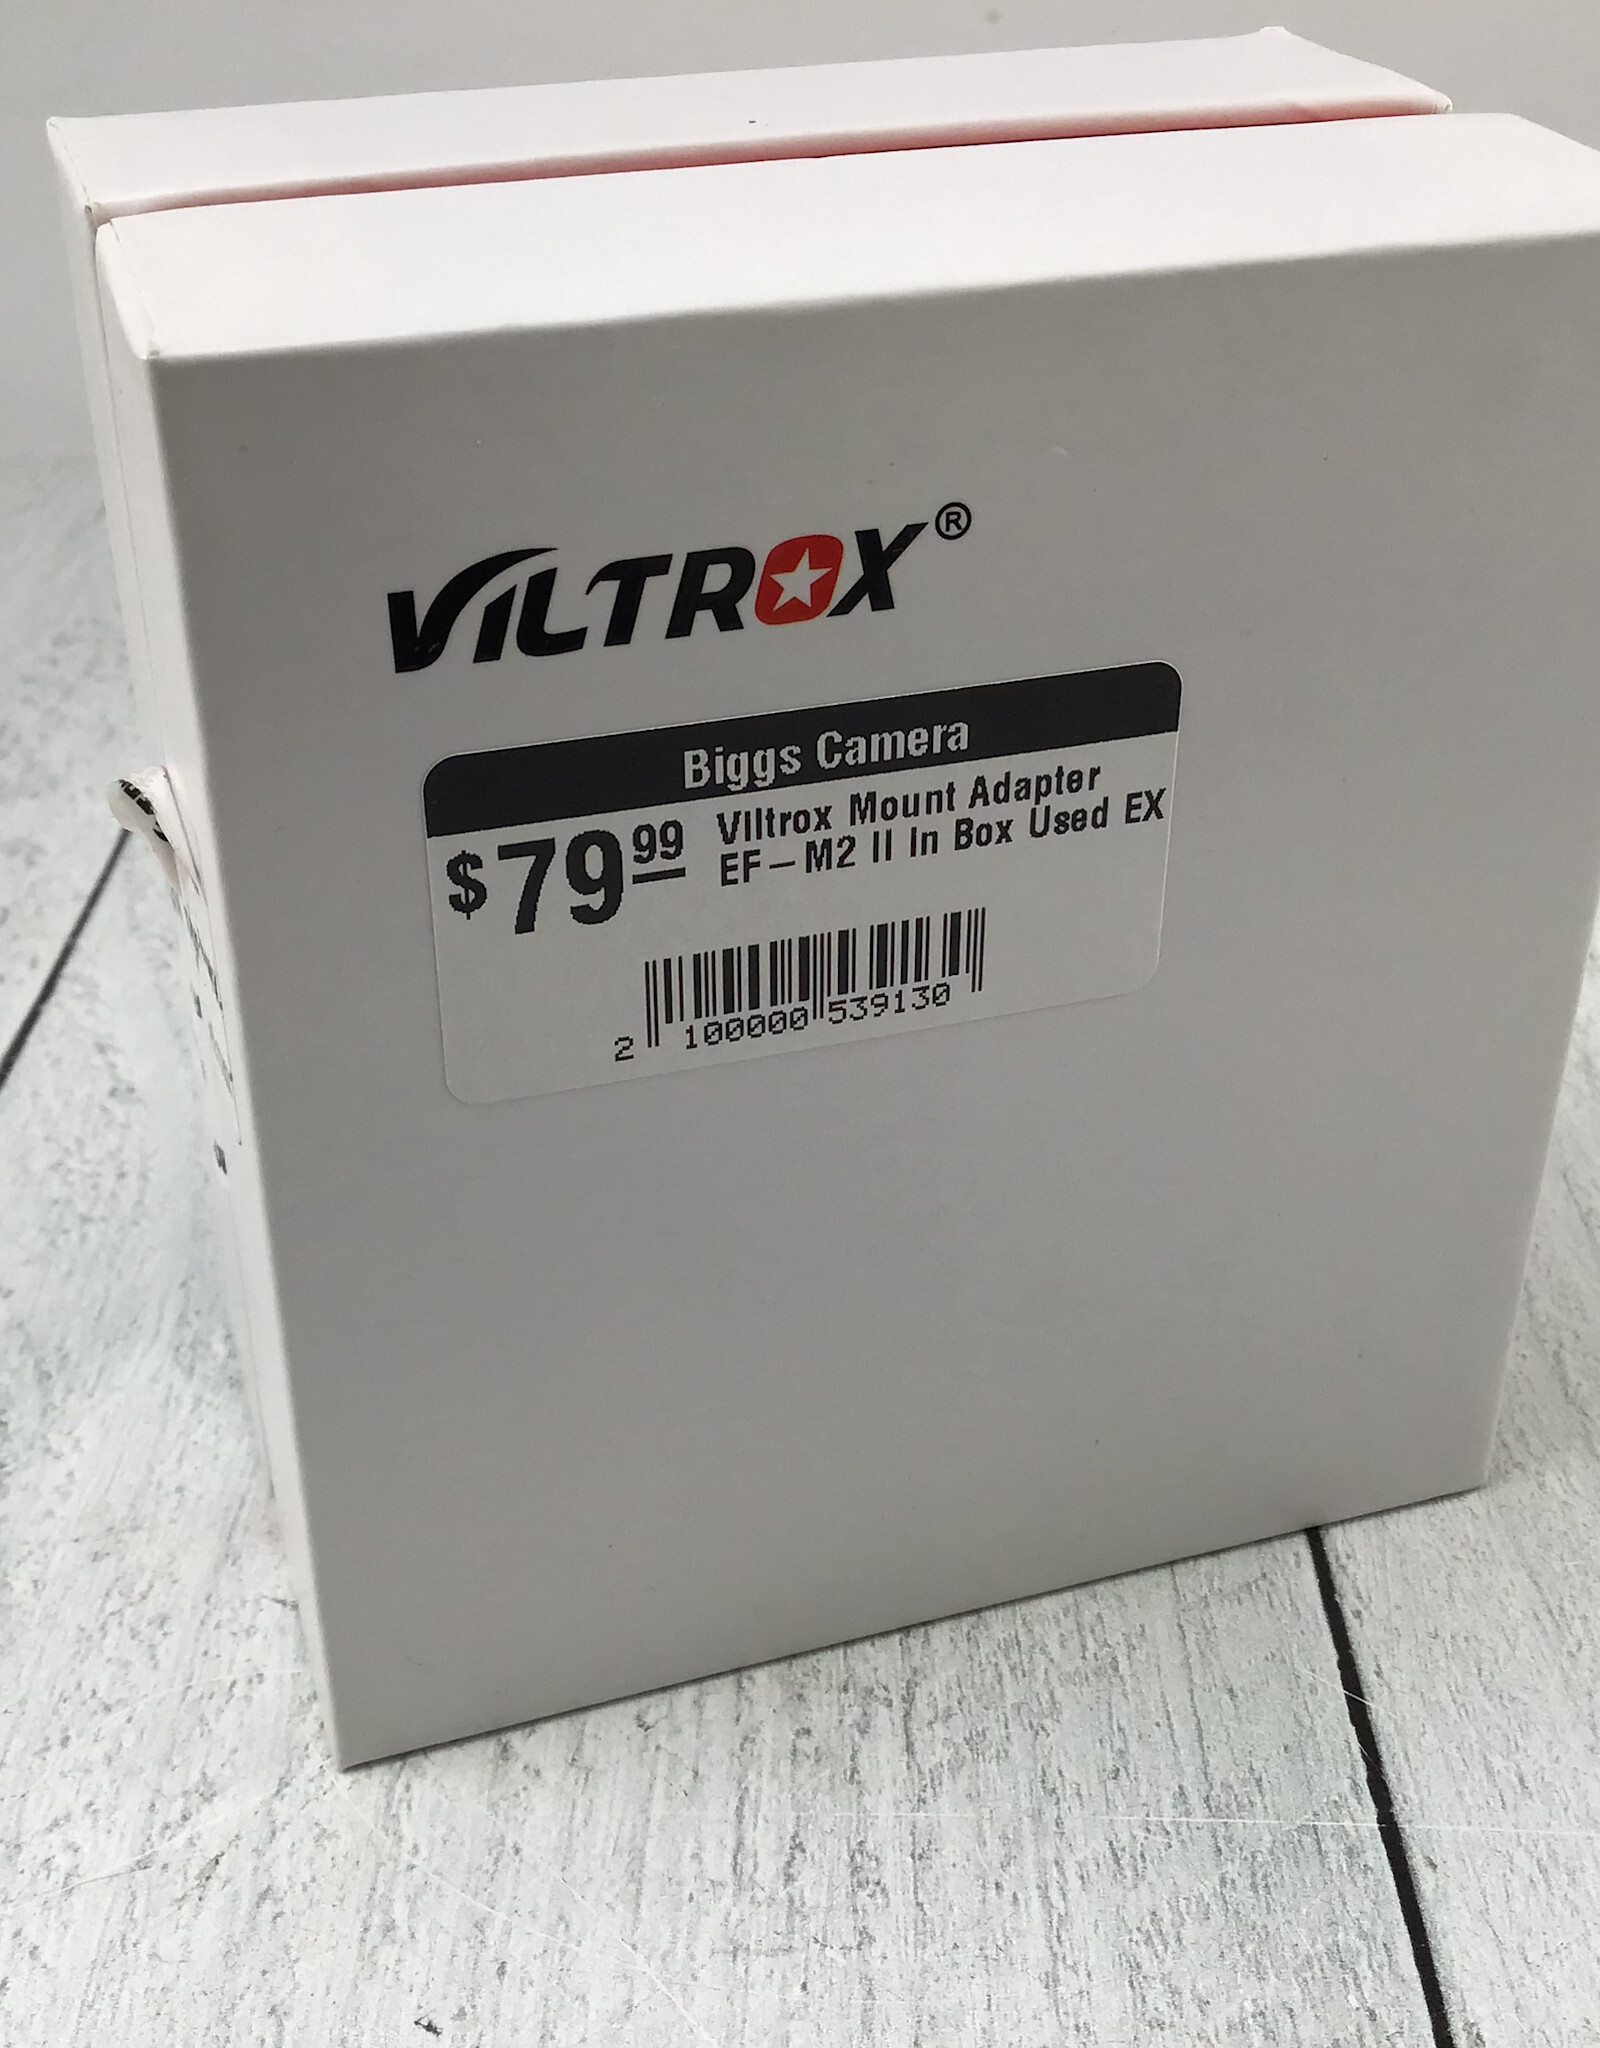 VILTROX®
Biggs Camera
$79.99 Viltrox Mount Adapter
EF-M2 II In Box Used EX
2 100000 539130